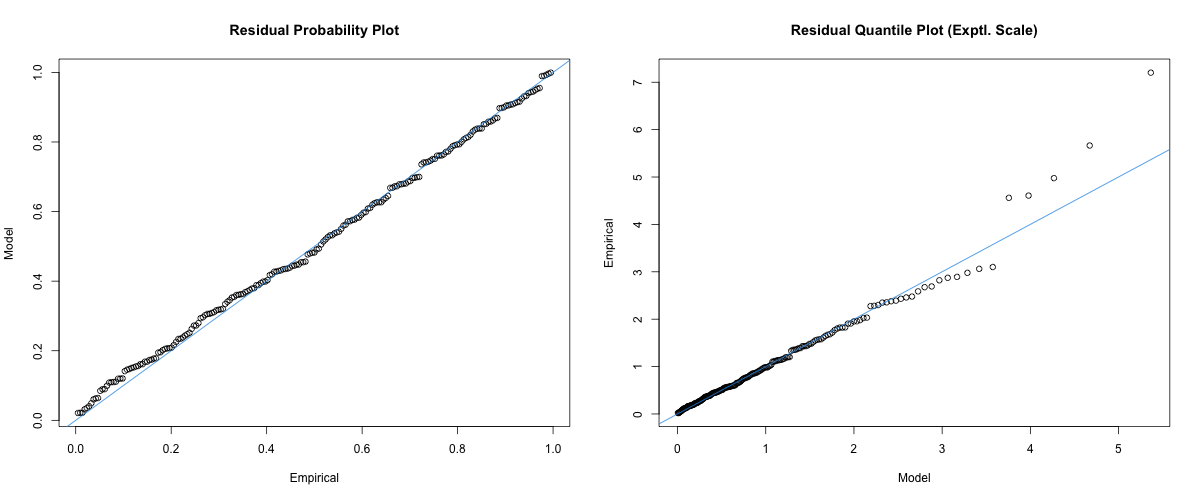 Residual Probability Plot
Model
1.0
0.8
0.6
0.4
0.2
0.0
0.0 0.2 0.4 0.6 0.8 1.0
Empirical
Residual Quantile Plot (Exptl. Scale)
Empirical
7
6
5
4
3
2
1
0
0 1 2 3 4 5
Model